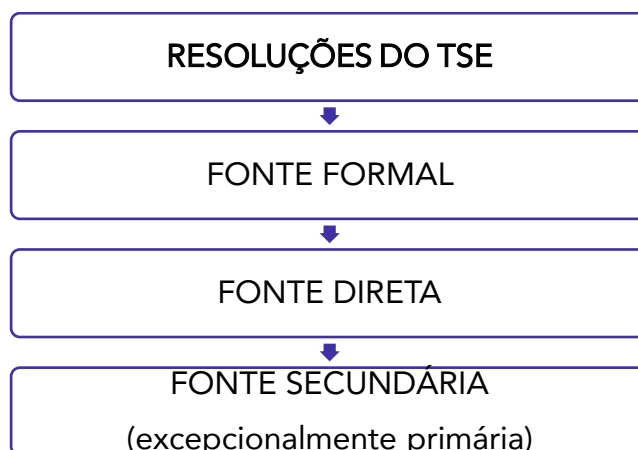 RESOLUÇÕES DO TSE
FONTE FORMAL
FONTE DIRETA
FONTE SECUNDÁRIA
(excepcionalmente primária)